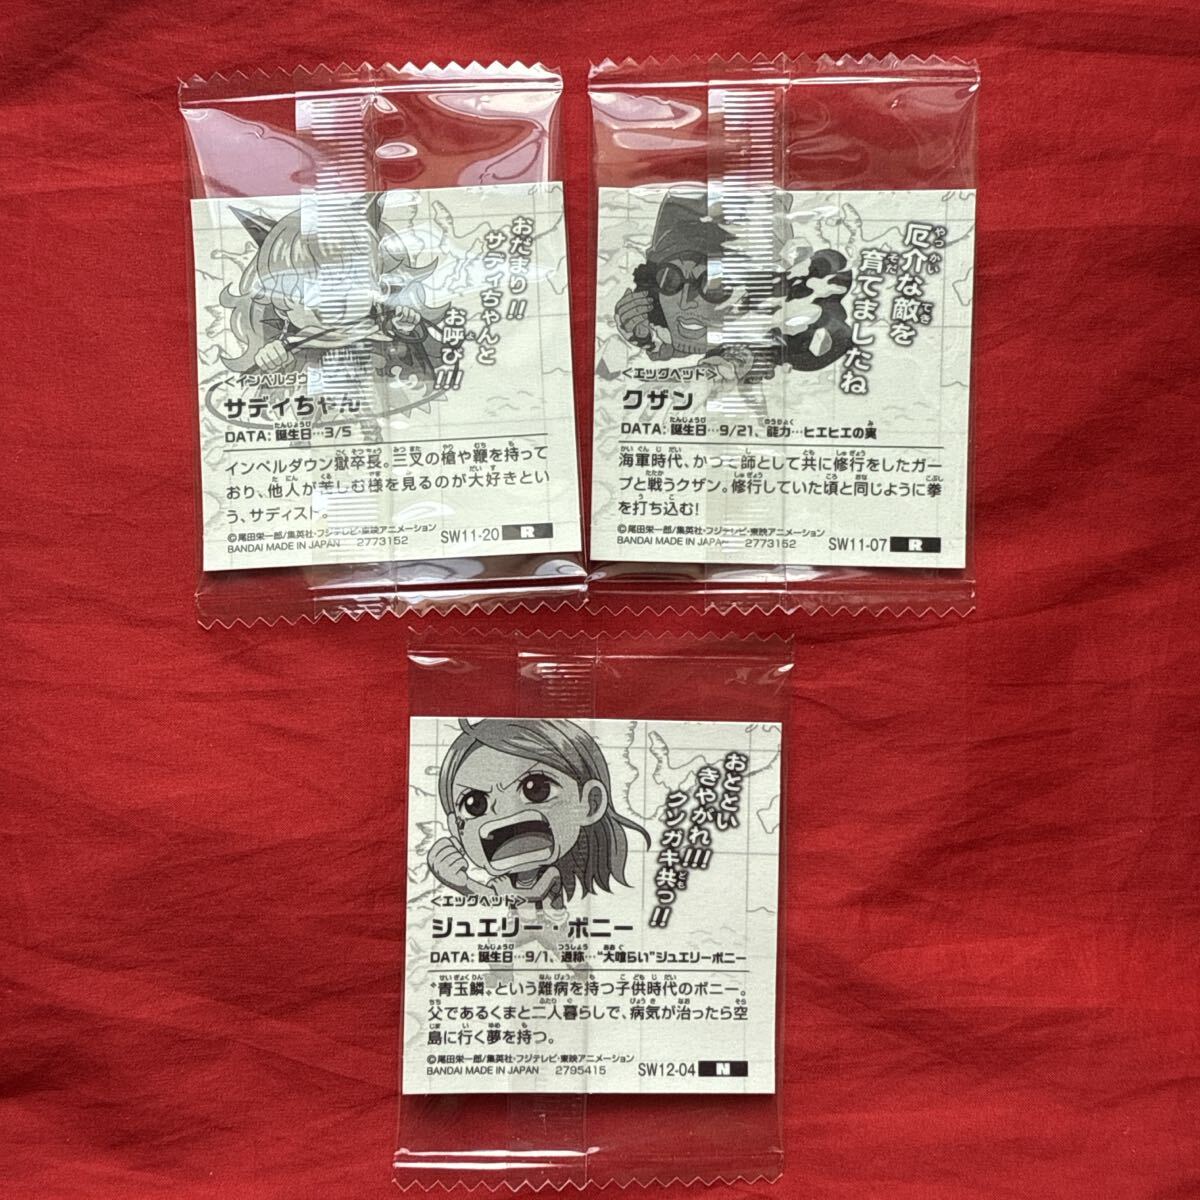 おだまり!!
サディちゃんと
お呼び!!!
<インペルダウン
サディちゃん
DATA: 誕生日…3/5
インペルダウン獄卒長。三叉の槍や鞭を持って
おり、他人が苦しむ様を見るのが大好きとい
う、サディスト。
©尾田栄一郎/集英社・フジテレビ・東映アニメーション
BANDAI MADE IN JAPAN 2773152 SW11-20 R
厄介な敵を
育てましたね
<エッグヘッド>
クザン
DATA: 誕生日…9/21、能力…ヒエヒエの実
海軍時代、かつて師として共に修行をしたガー
プと戦うクザン。修行していた頃と同じように拳
を打ち込む!
©尾田栄一郎/集英社・フジテレビ・東映アニメーション
BANDAI MADE IN JAPAN 2773152 SW11-07 R
おととい
きやがれ!!!
クソガキ共っ!!
<エッグヘッド>
ジュエリー・ボニー
DATA: 誕生日…9/1、通称…"大喰らい"ジュエリーボニー
"青玉鱗"という難病を持つ子供時代のボニー。
父であるくまと二人暮らしで、病気が治ったら空
島に行く夢を持つ。
©尾田栄一郎/集英社・フジテレビ・東映アニメーション
BANDAI MADE IN JAPAN 2795415 SW12-04 N